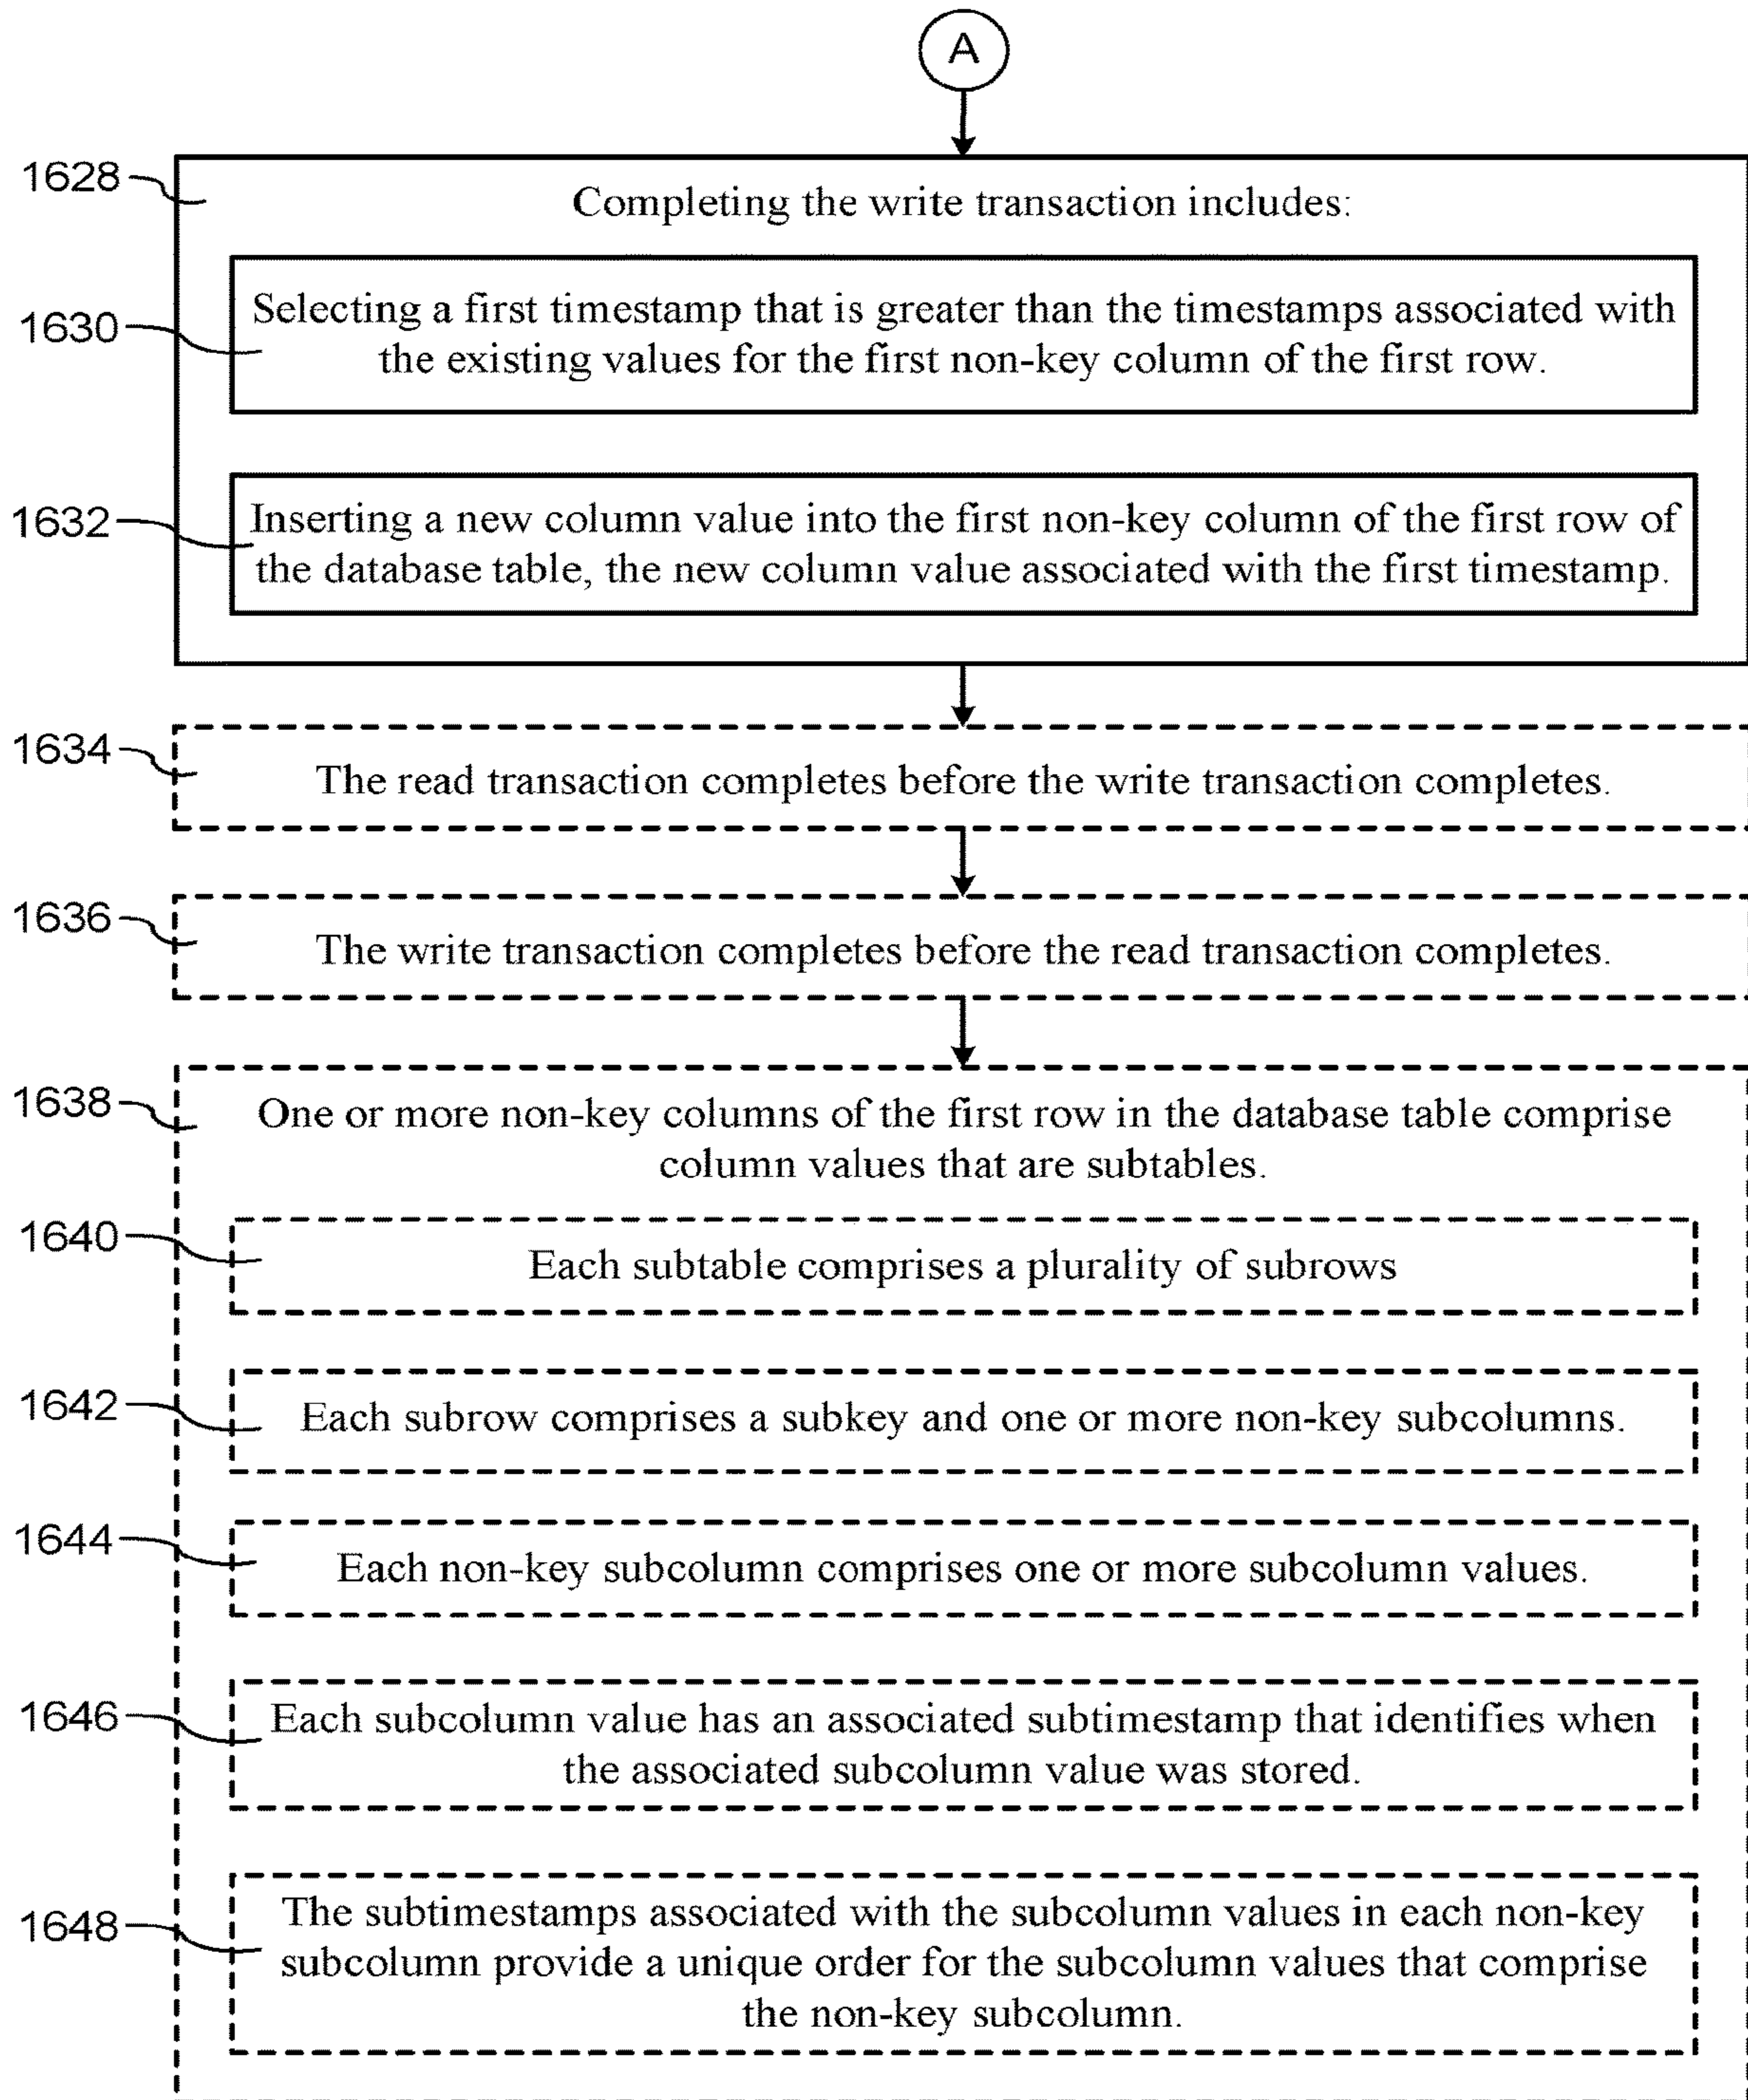 A
1628
Completing the write transaction includes:
1630
Selecting a first timestamp that is greater than the timestamps associated with
the existing values for the first non-key column of the first row.
1632
Inserting a new column value into the first non-key column of the first row of
the database table, the new column value associated with the first timestamp.
1634
The read transaction completes before the write transaction completes.
1636
The write transaction completes before the read transaction completes.
1638
One or more non-key columns of the first row in the database table comprise
column values that are subtables.
1640
Each subtable comprises a plurality of subrows
1642
Each subrow comprises a subkey and one or more non-key subcolumns.
1644
Each non-key subcolumn comprises one or more subcolumn values.
1646
Each subcolumn value has an associated subtimestamp that identifies when
the associated subcolumn value was stored.
1648
The subtimestamps associated with the subcolumn values in each non-key
subcolumn provide a unique order for the subcolumn values that comprise
the non-key subcolumn.